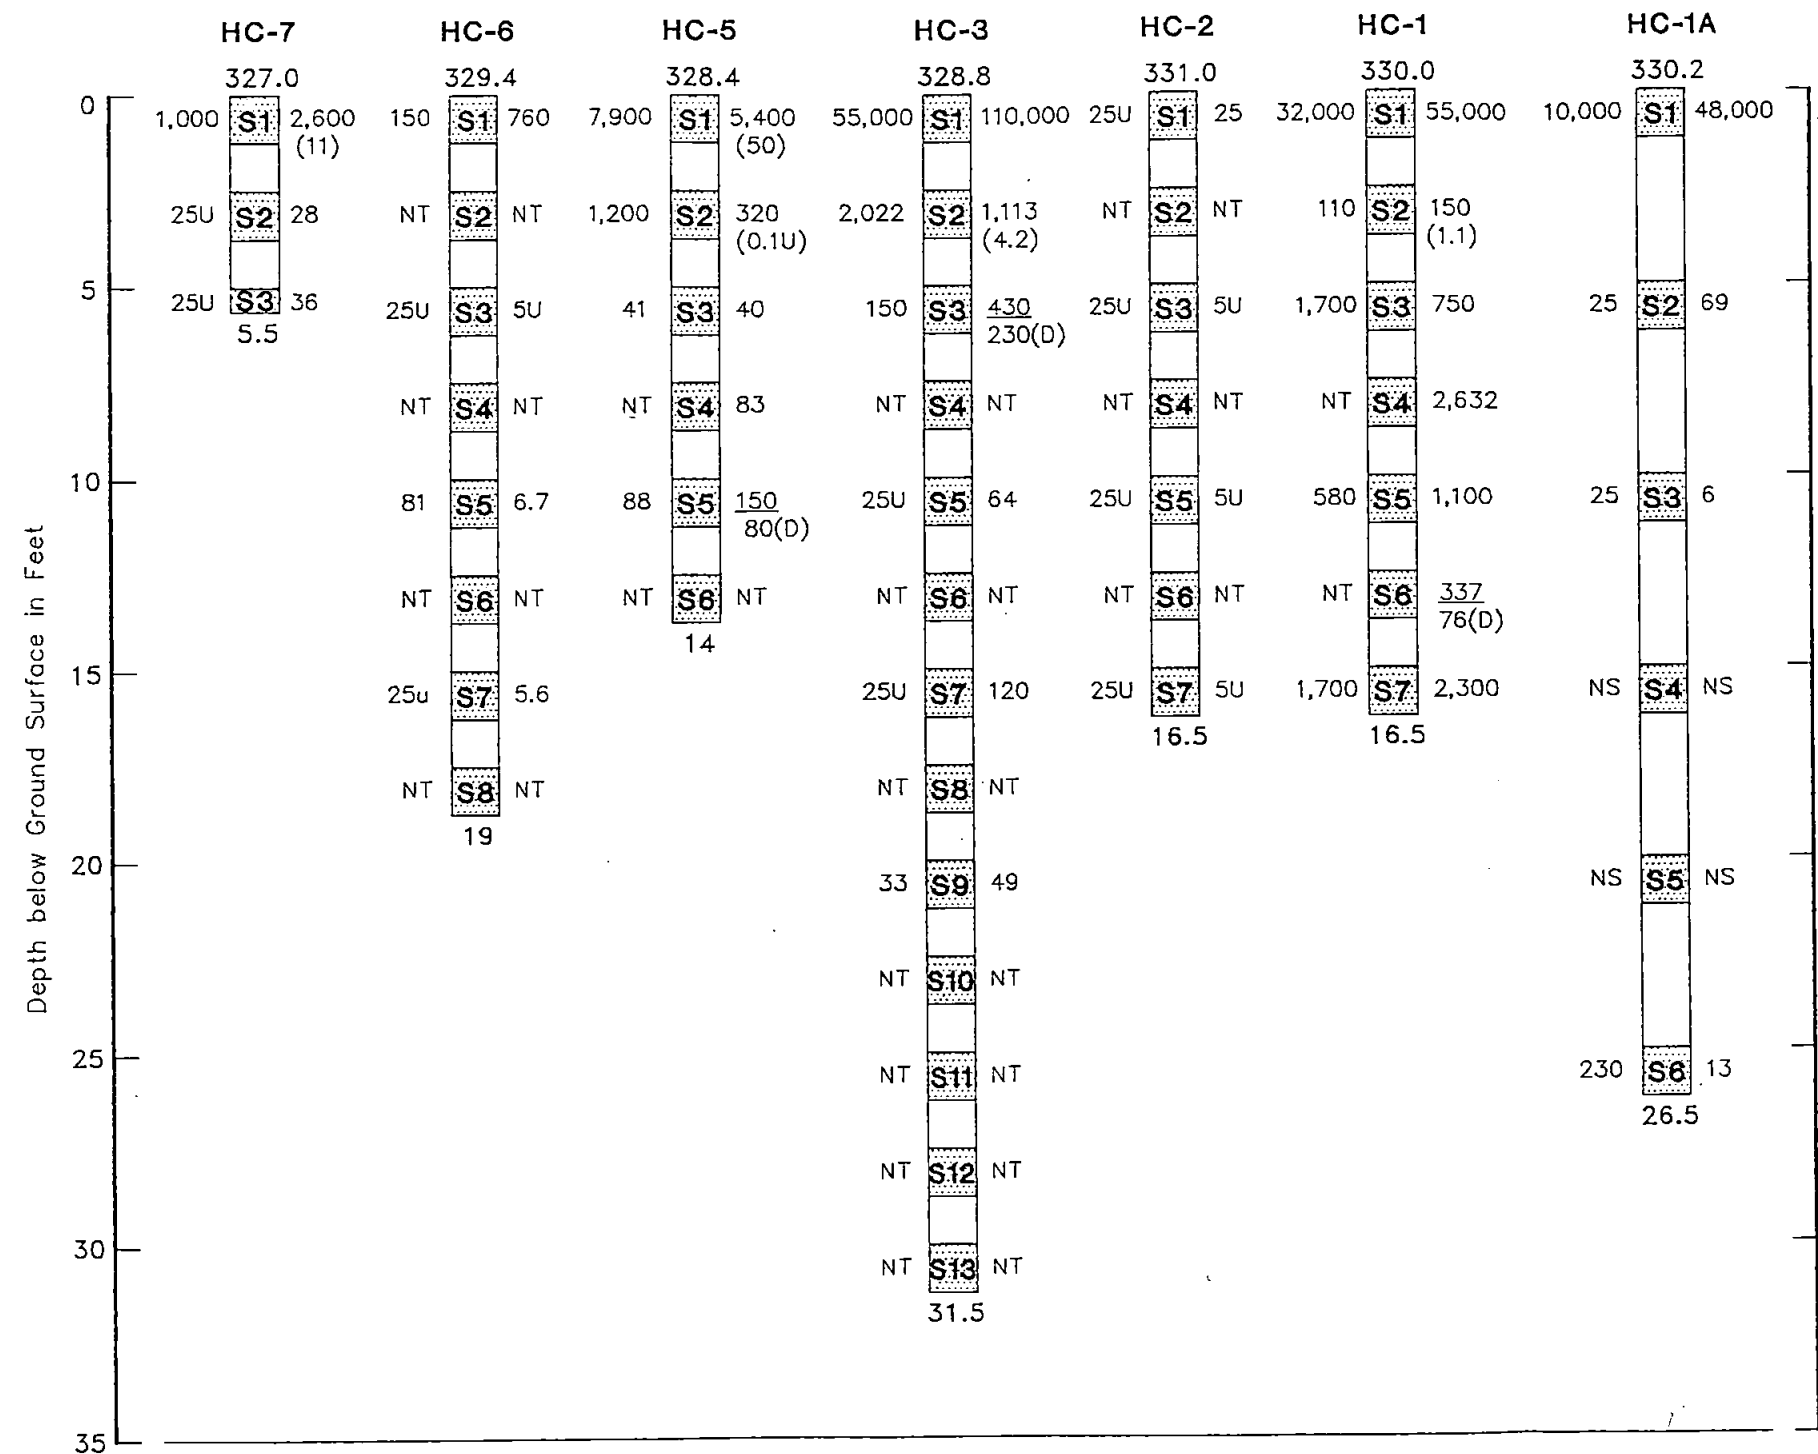 HC-7 HC-6 HC-5 HC-3 HC-2 HC-1 HC-1A
327.0 329.4 328.4 328.8 331.0 330.0 330.2
0
1,000 S1 2,600 150 S1 760 7,900 S1 5,400 55,000 S1 110,000 25U S1 25 32,000 S1 55,000 10,000 S1 48,000
(11) (50)
25U S2 28 NT S2 NT 1,200 S2 320 2,022 S2 1,113 NT S2 NT 110 S2 150
(0.1U) (4.2) (1.1)
5
25U S3 36 25U S3 5U 41 S3 40 150 S3 430 25U S3 5U 1,700 S3 750 25 S2 69
5.5 230(D)
NT S4 NT NT S4 83 NT S4 NT NT S4 NT NT S4 2,632
10
81 S5 6.7 88 S5 150 25U S5 64 25U S5 5U 580 S5 1,100 25 S3 6
80(D)
NT S6 NT NT S6 NT NT S6 NT NT S6 NT NT S6 337
76(D)
14
15
25u S7 5.6 25U S7 120 25U S7 5U 1,700 S7 2,300 NS S4 NS
16.5 16.5
NT S8 NT NT S8 NT
19
20
33 S9 49 NS S5 NS
NT S10 NT
25
NT S11 NT 230 S6 13
26.5
NT S12 NT
30
NT S13 NT
31.5
35
Depth below Ground Surface in Feet